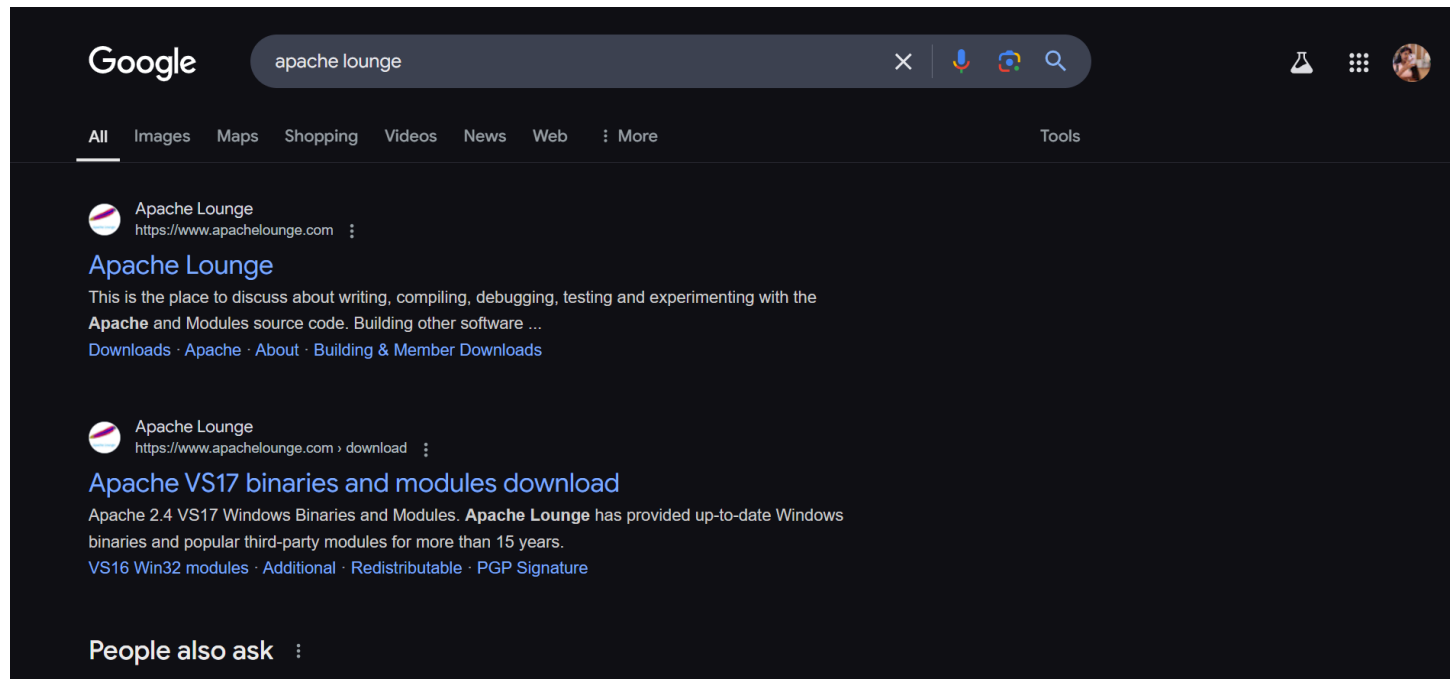 Google
apache lounge
All Images Maps Shopping Videos News Web More Tools
Apache Lounge
https://www.apachelounge.com
Apache Lounge
This is the place to discuss about writing, compiling, debugging, testing and experimenting with the
Apache and Modules source code. Building other software ...
Downloads · Apache · About · Building & Member Downloads
Apache Lounge
https://www.apachelounge.com › download
Apache VS17 binaries and modules download
Apache 2.4 VS17 Windows Binaries and Modules. Apache Lounge has provided up-to-date Windows
binaries and popular third-party modules for more than 15 years.
VS16 Win32 modules · Additional · Redistributable · PGP Signature
People also ask